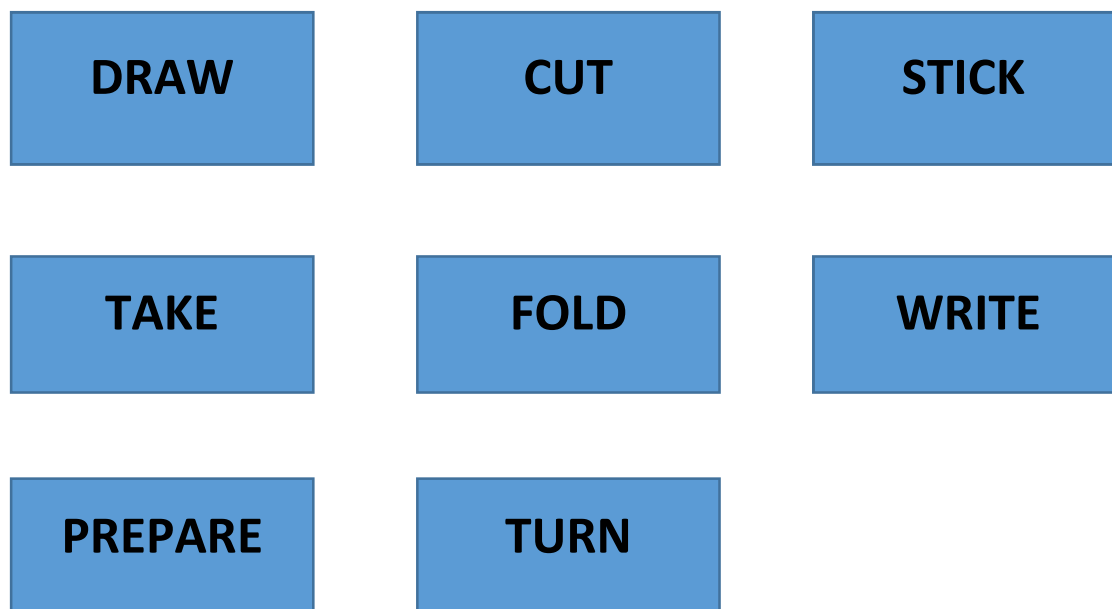 DRAW
CUT
STICK
TAKE
FOLD
WRITE
PREPARE
TURN